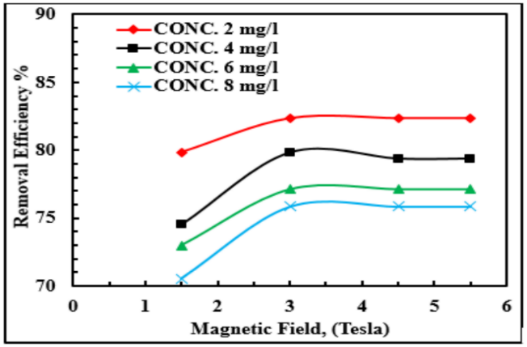 90
CONC. 2 mg/l
CONC. 4 mg/l
85
CONC. 6 mg/l
CONC. 8 mg/l
80
75
70
Removal Efficiency %
0 1 2 3 4 5 6
Magnetic Field, (Tesla)